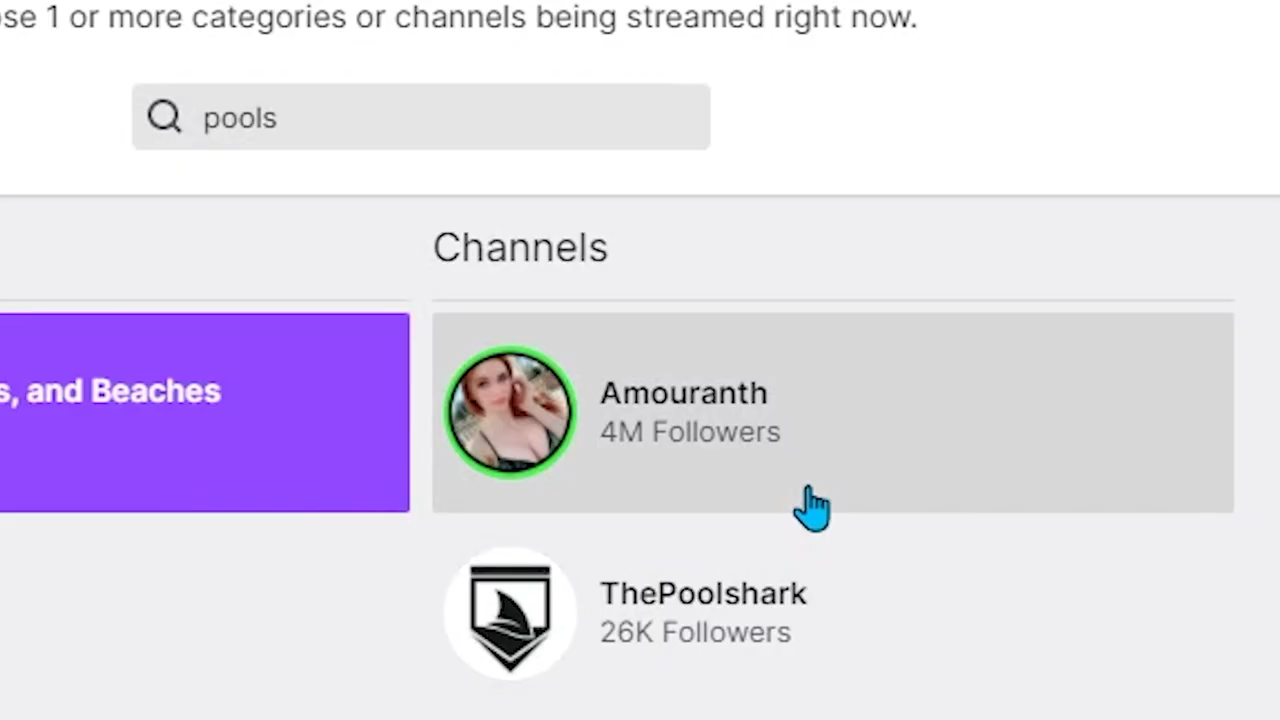 1 or more categories or channels being streamed right now.
pools
Channels
and Beaches
Amouranth
4M Followers
ThePoolshark
26K Followers